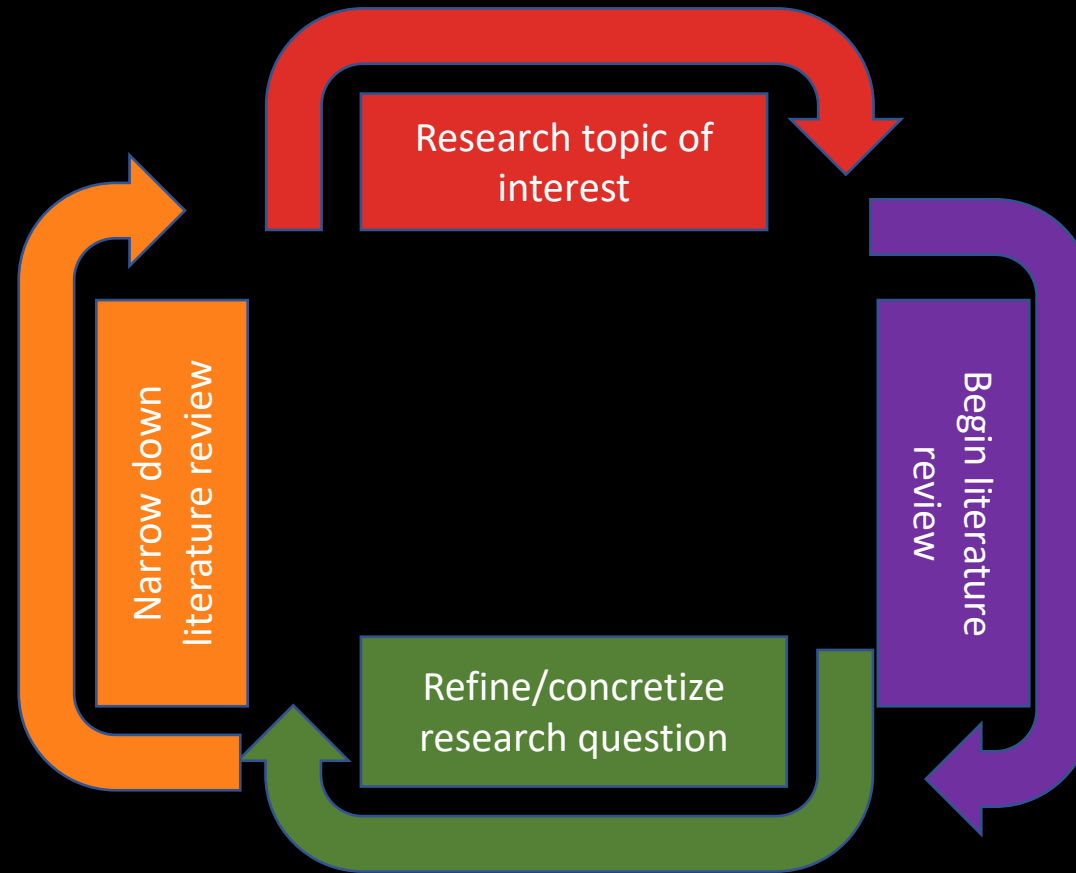 Research topic of
interest
Begin literature
review
Refine/concretize
research question
Narrow down
literature review